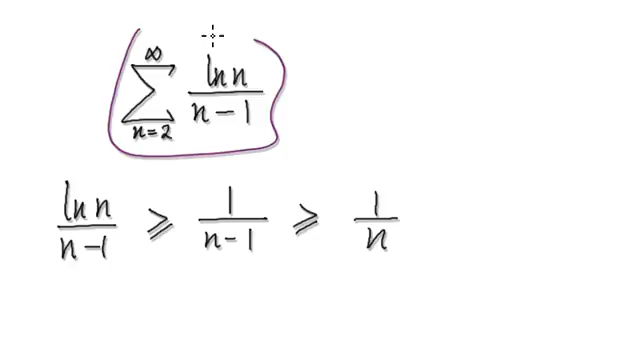 ∞
∑ ln n / n − 1
n=2
ln n / n − 1 ⩾ 1 / n − 1 ⩾ 1 / n